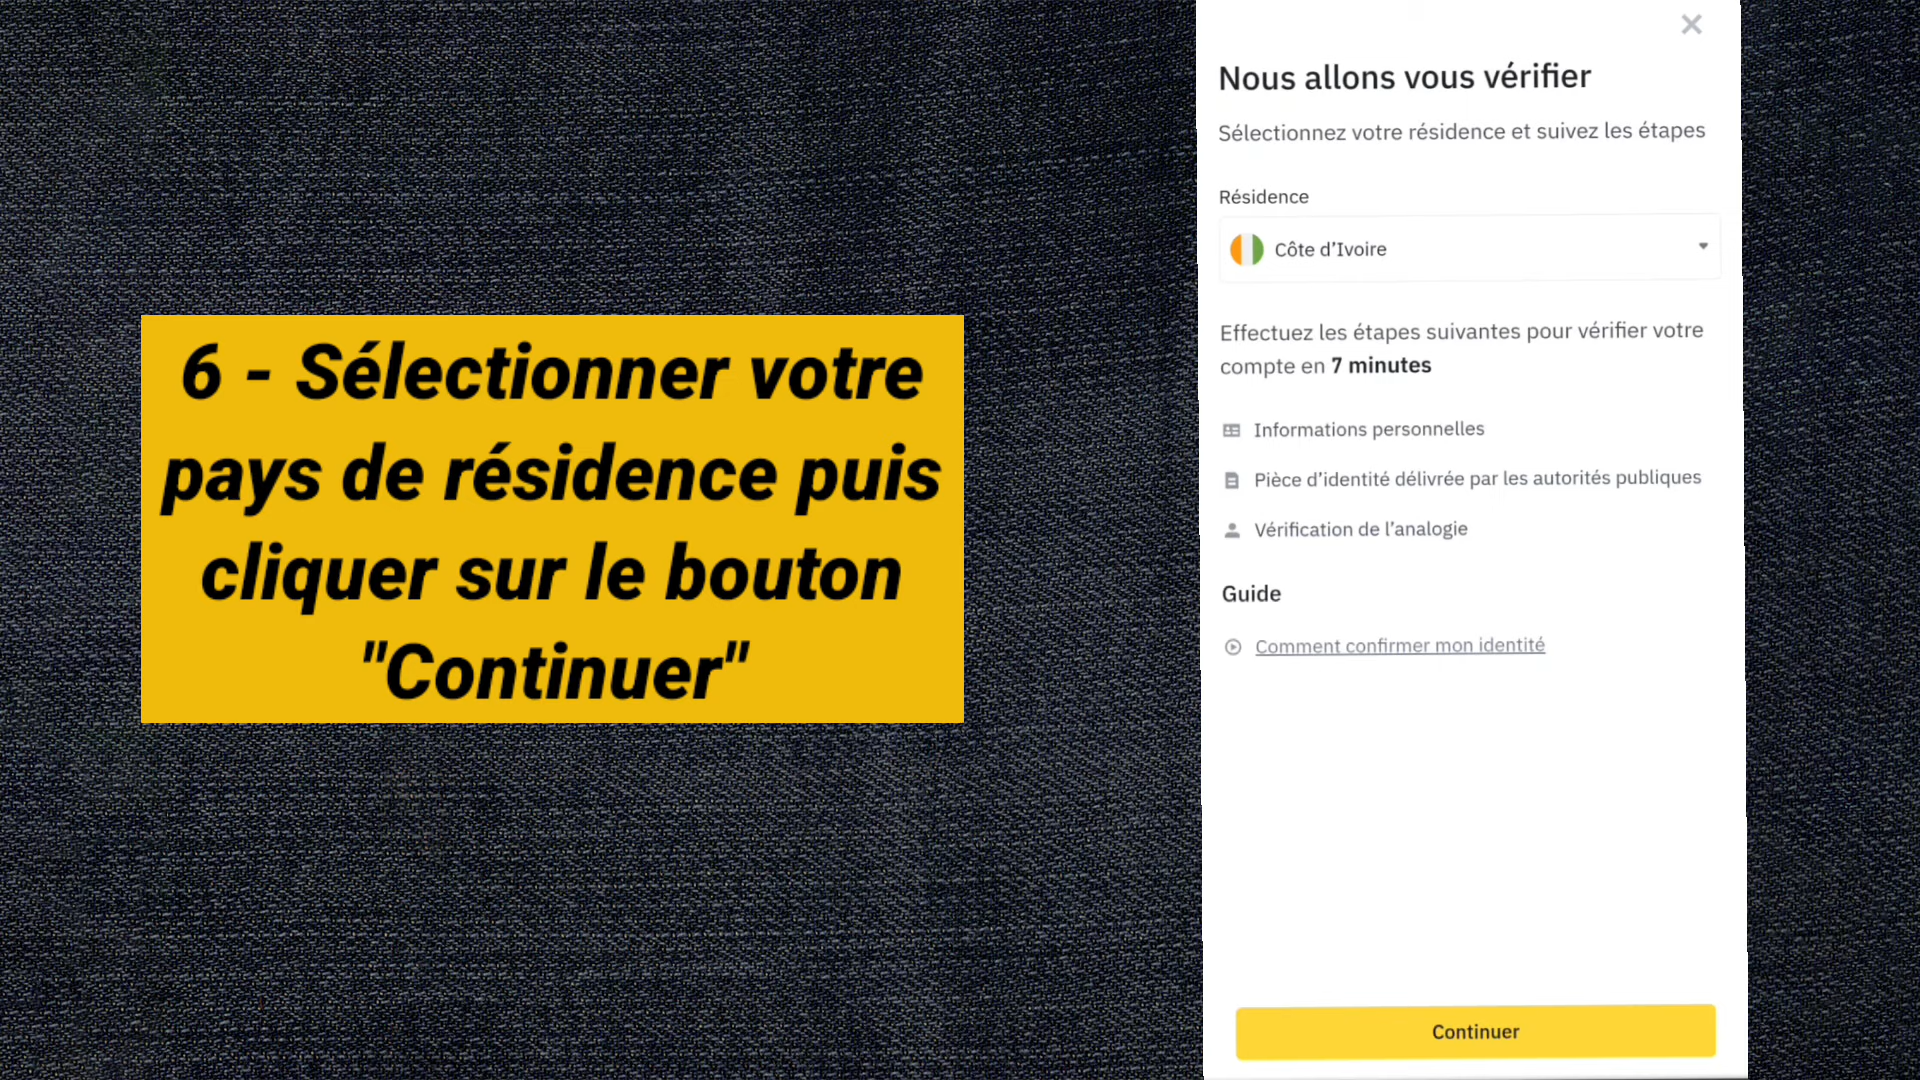 6 - Sélectionner votre
pays de résidence puis
cliquer sur le bouton
"Continuer"
Nous allons vous vérifier
Sélectionnez votre résidence et suivez les étapes
Résidence
Côte d’Ivoire
Effectuez les étapes suivantes pour vérifier votre
compte en 7 minutes
Informations personnelles
Pièce d’identité délivrée par les autorités publiques
Vérification de l’analogie
Guide
Comment confirmer mon identité
Continuer